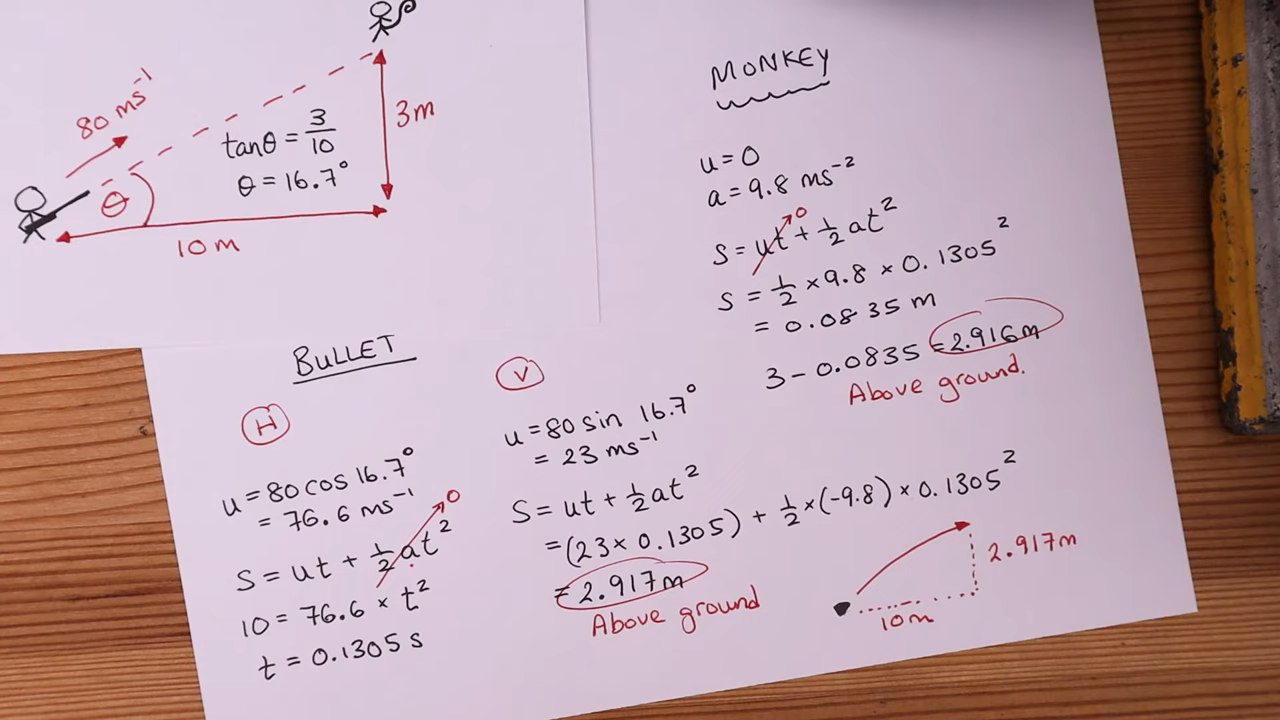 80 ms⁻¹
tanθ = 3/10
θ = 16.7°
3m
θ
10m
MONKEY
u = 0
a = 9.8 ms⁻²
s = ut + ½at²
0
s = ½ × 9.8 × 0.1305²
= 0.0835 m
3 - 0.0835 = 2.916m
Above ground.
BULLET
H
u = 80 cos 16.7°
= 76.6 ms⁻¹
0
s = ut + ½at²
10 = 76.6 × t²
t = 0.1305 s
V
u = 80 sin 16.7°
= 23 ms⁻¹
s = ut + ½at²
= (23 × 0.1305) + ½ × (-9.8) × 0.1305²
= 2.917m
Above ground
2.917m
10m